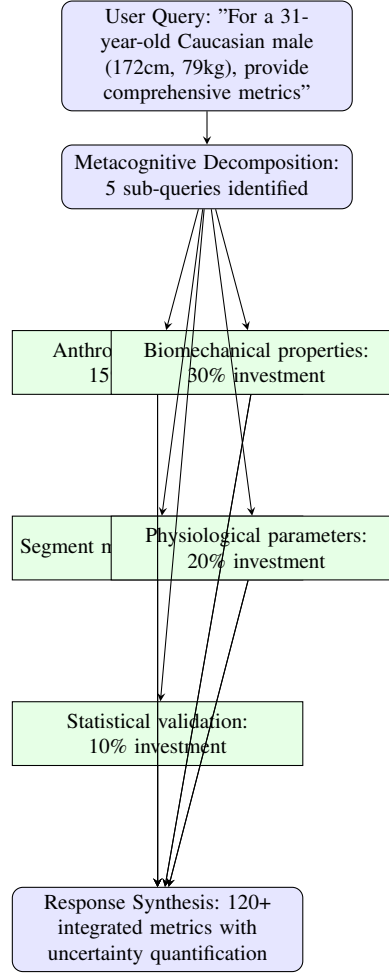 User Query: ”For a 31-
year-old Caucasian male
(172cm, 79kg), provide
comprehensive metrics”
Metacognitive Decomposition:
5 sub-queries identified
Anthro
15
Biomechanical properties:
30% investment
Segment
Physiological parameters:
20% investment
Statistical validation:
10% investment
Response Synthesis: 120+
integrated metrics with
uncertainty quantification